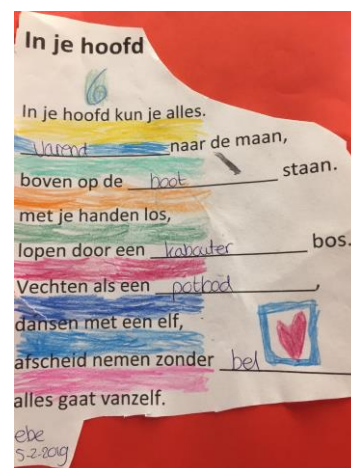 In je hoofd
6
In je hoofd kun je alles.
varend naar de maan,
boven op de boot staan.
met je handen los,
lopen door een kabouter bos.
Vechten als een potlood,
dansen met een elf,
afscheid nemen zonder bel
alles gaat vanzelf.
ebe
5-2-2019